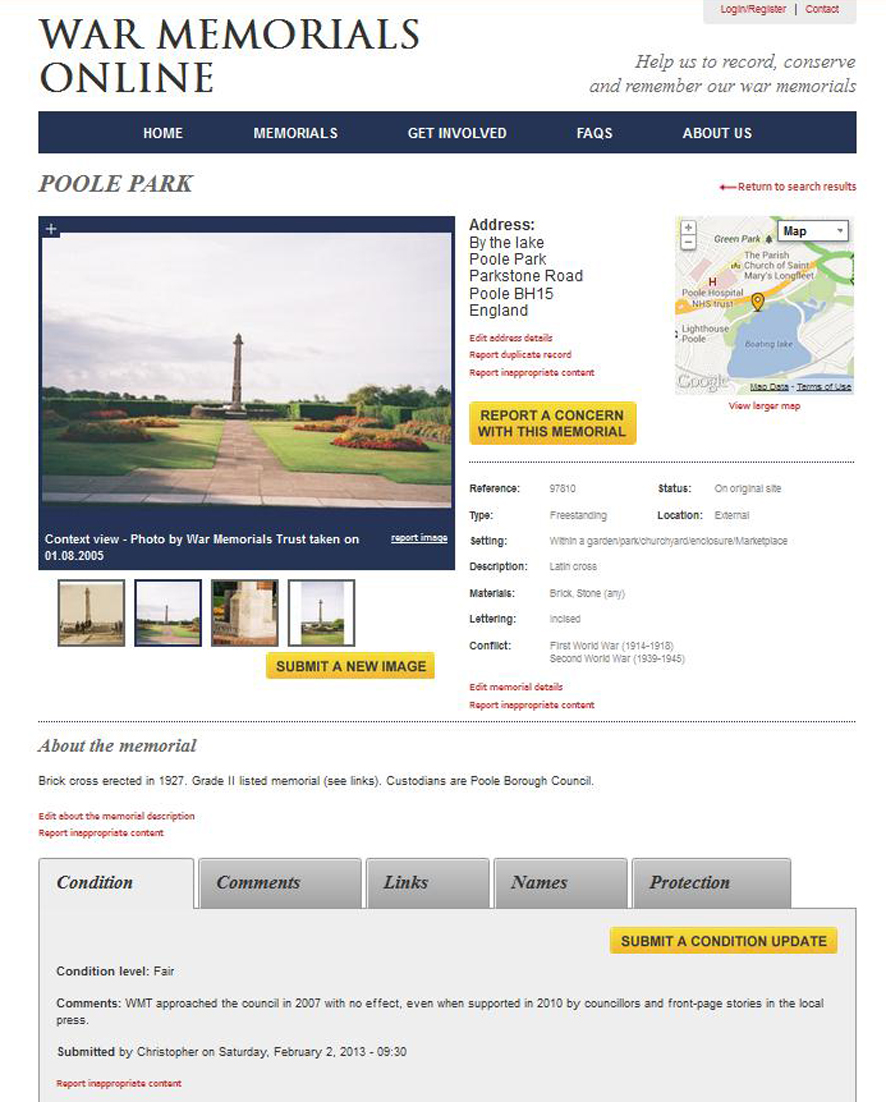 Login/Register | Contact
WAR MEMORIALS
ONLINE
Help us to record, conserve
and remember our war memorials
HOME MEMORIALS GET INVOLVED FAQS ABOUT US
POOLE PARK
Return to search results
Context view - Photo by War Memorials Trust taken on
01.08.2005
report image
SUBMIT A NEW IMAGE
Address:
By the lake
Poole Park
Parkstone Road
Poole BH15
England
Edit address details
Report duplicate record
Report inappropriate content
REPORT A CONCERN
WITH THIS MEMORIAL
Map
Green Park
The Parish
Church of Saint
Mary's Longfleet
H
Poole Hospital
NHS trust
Lighthouse
Poole
Boating lake
Google
Map Data - Terms of Use
View larger map
Reference: 97810 Status: On original site
Type: Freestanding Location: External
Setting: Within a garden/park/churchyard/enclosure/Marketplace
Description: Latin cross
Materials: Brick, Stone (any)
Lettering: Incised
Conflict: First World War (1914-1918)
Second World War (1939-1945)
Edit memorial details
Report inappropriate content
About the memorial
Brick cross erected in 1927. Grade II listed memorial (see links). Custodians are Poole Borough Council.
Edit about the memorial description
Report inappropriate content
Condition Comments Links Names Protection
SUBMIT A CONDITION UPDATE
Condition level: Fair
Comments: WMT approached the council in 2007 with no effect, even when supported in 2010 by councillors and front-page stories in the local
press.
Submitted by Christopher on Saturday, February 2, 2013 - 09:30
Report inappropriate content